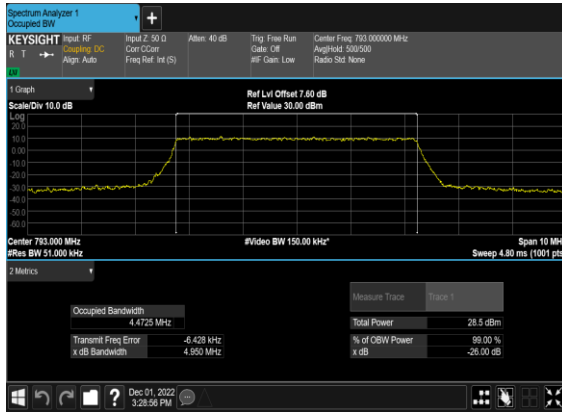 Spectrum Analyzer 1
Occupied BW
KEYSIGHT
R T
LXI
Input: RF
Coupling: DC
Align: Auto
Input Z: 50 Ω
Corr CCorr
Freq Ref: Int (S)
Atten: 40 dB
Trig: Free Run
Gate: Off
#IF Gain: Low
Center Freq: 793.000000 MHz
Avg|Hold: 500/500
Radio Std: None
1 Graph
Scale/Div 10.0 dB
Ref Lvl Offset 7.60 dB
Ref Value 30.00 dBm
Log
20.0
10.0
0.00
-10.0
-20.0
-30.0
-40.0
-50.0
-60.0
Center 793.000 MHz
#Res BW 51.000 kHz
#Video BW 150.00 kHz*
Span 10 MH
Sweep 4.80 ms (1001 pts
2 Metrics
Occupied Bandwidth
4.4725 MHz
Transmit Freq Error -6.428 kHz
x dB Bandwidth 4.950 MHz
Measure Trace Trace 1
Total Power 28.5 dBm
% of OBW Power 99.00 %
x dB -26.00 dB
?
Dec 01, 2022
3:28:56 PM